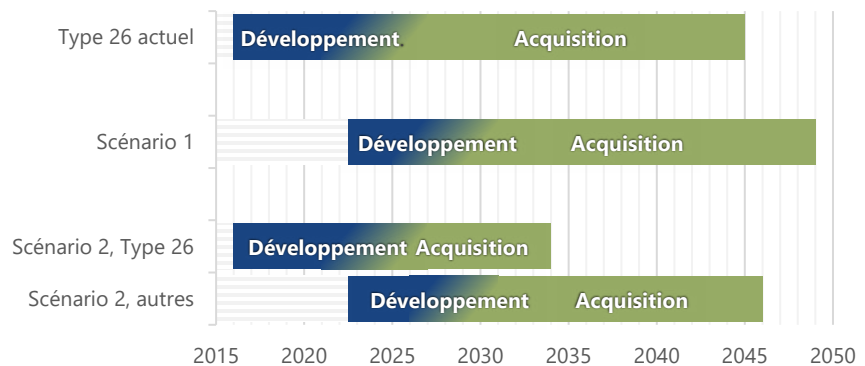 Type 26 actuel Développement. Acquisition
Scénario 1 Développement Acquisition
Scénario 2, Type 26 Développement Acquisition
Scénario 2, autres Développement Acquisition
2015 2020 2025 2030 2035 2040 2045 2050